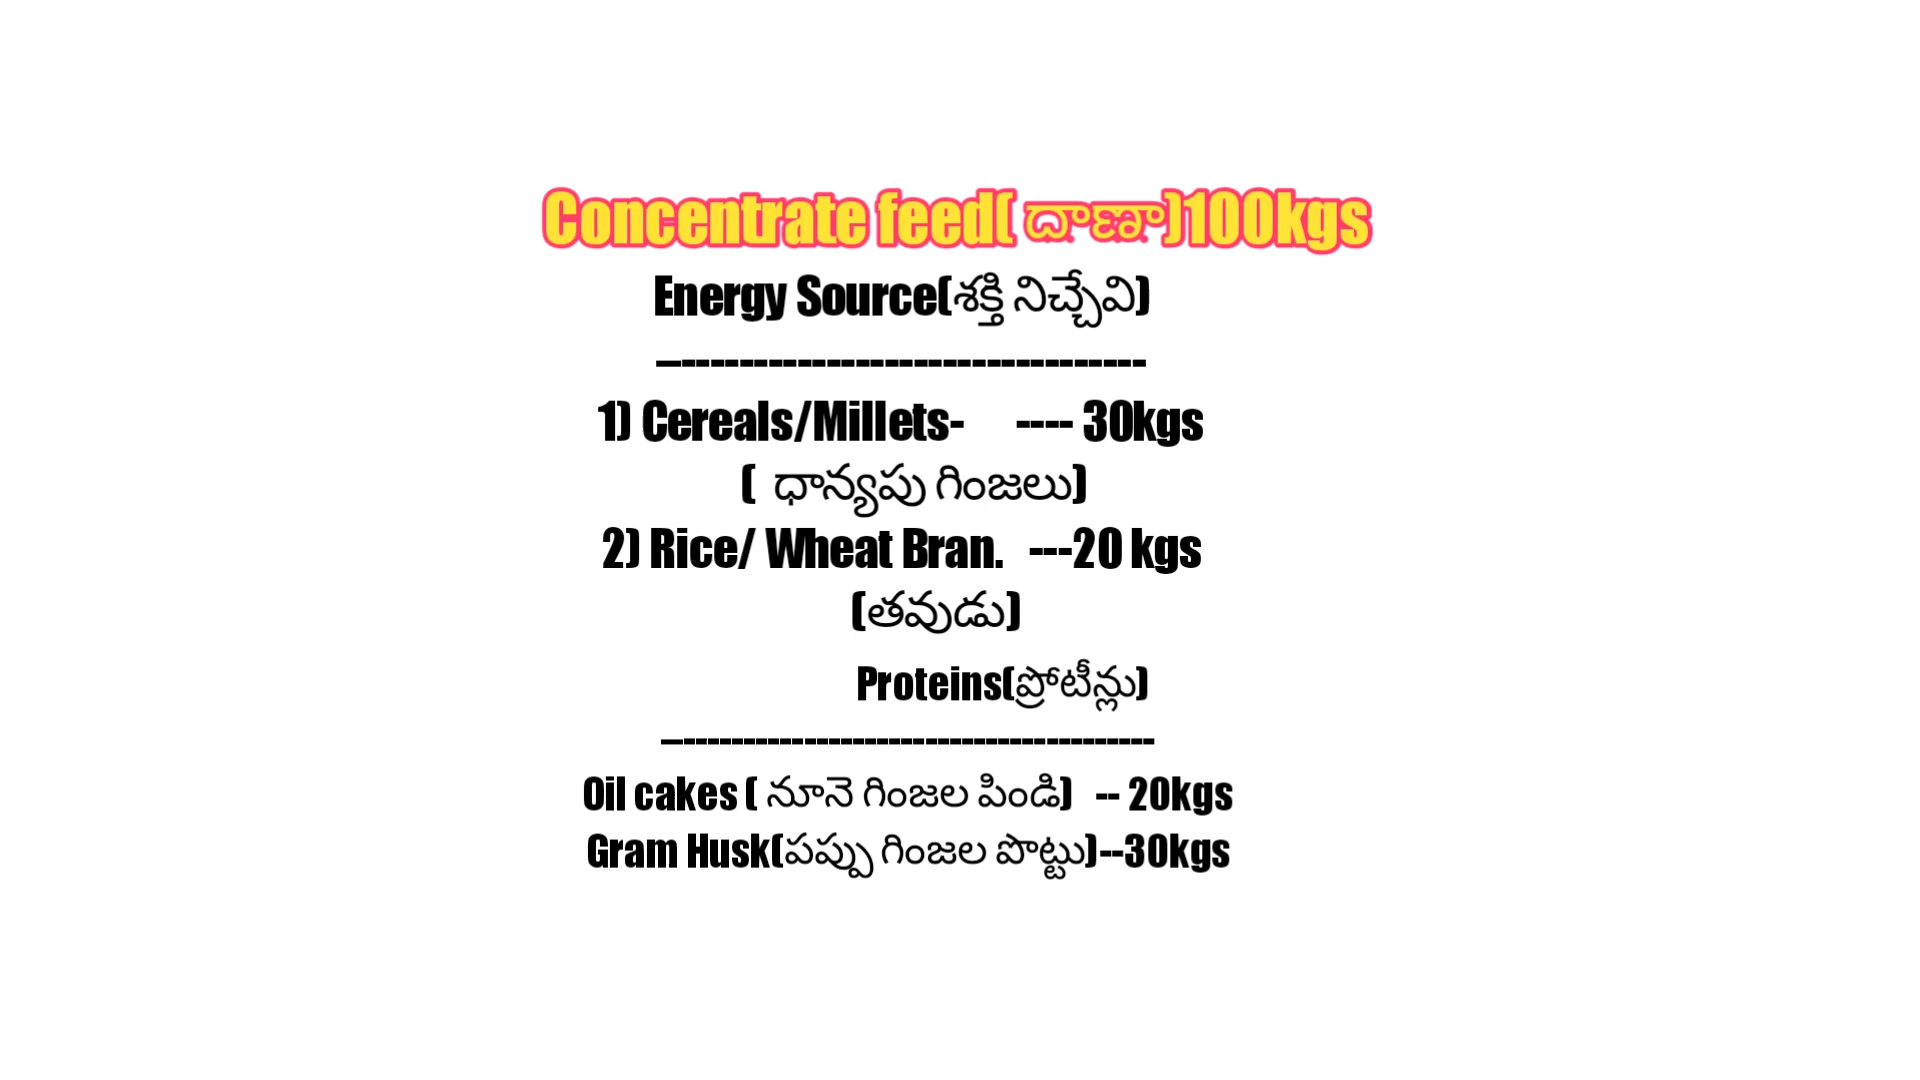 Concentrate feed( దాణా)100kgs
Energy Source(శక్తి నిచ్చేవి)
–--------------------------------
1) Cereals/Millets-     ---- 30kgs
(  ధాన్యపు గింజలు)
2) Rice/ Wheat Bran.  ---20 kgs
(తవుడు)
Proteins(ప్రోటీన్లు)
–---------------------------------------
Oil cakes ( నూనె గింజల పిండి)  -- 20kgs
Gram Husk(పప్పు గింజల పొట్టు)--30kgs